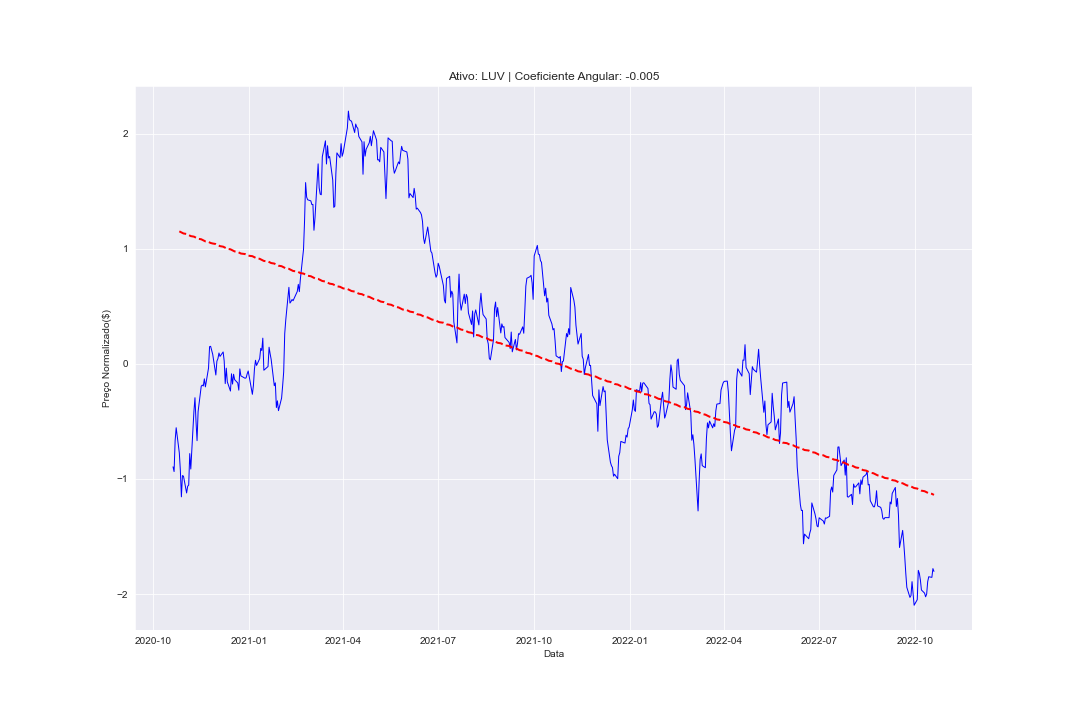 Ativo: LUV | Coeficiente Angular: -0.005
Preço Normalizado($)
2
1
0
−1
−2
2020-10 2021-01 2021-04 2021-07 2021-10 2022-01 2022-04 2022-07 2022-10
Data